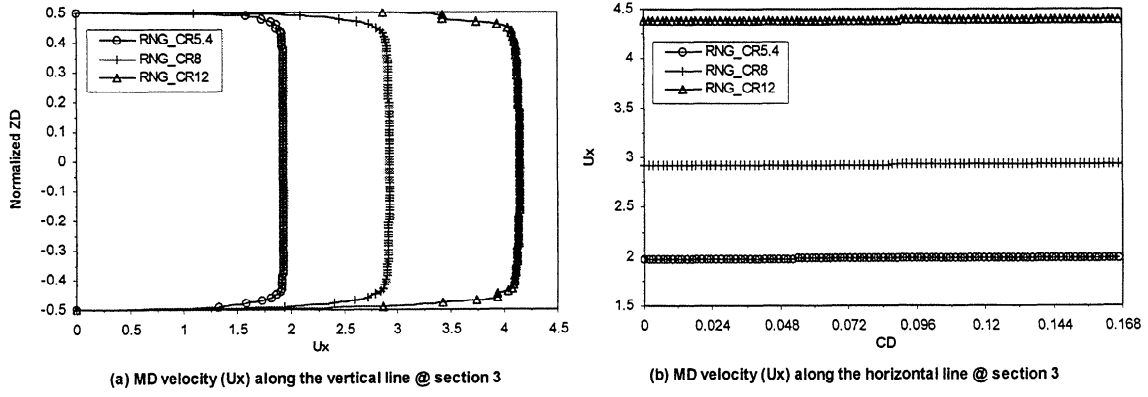 0.5
0.4
0.3
0.2
0
-0.1
-0.2
-0.3
-0.4
-0.5
Normalized ZD
0
1
1.5
2
2.5
3
3.5
4
4.5
Ux
RNG_CR5.4
RNG_CR8
RNG_CR12
(a) MD velocity (Ux) along the vertical line @ section 3
4.5
4
3.5
3
2.5
2
1.5
Ux
0
0.024
0.048
0.072
0.096
0.12
0.144
0.168
CD
RNG_CR5.4
RNG_CR8
RNG_CR12
(b) MD velocity (Ux) along the horizontal line @ section 3